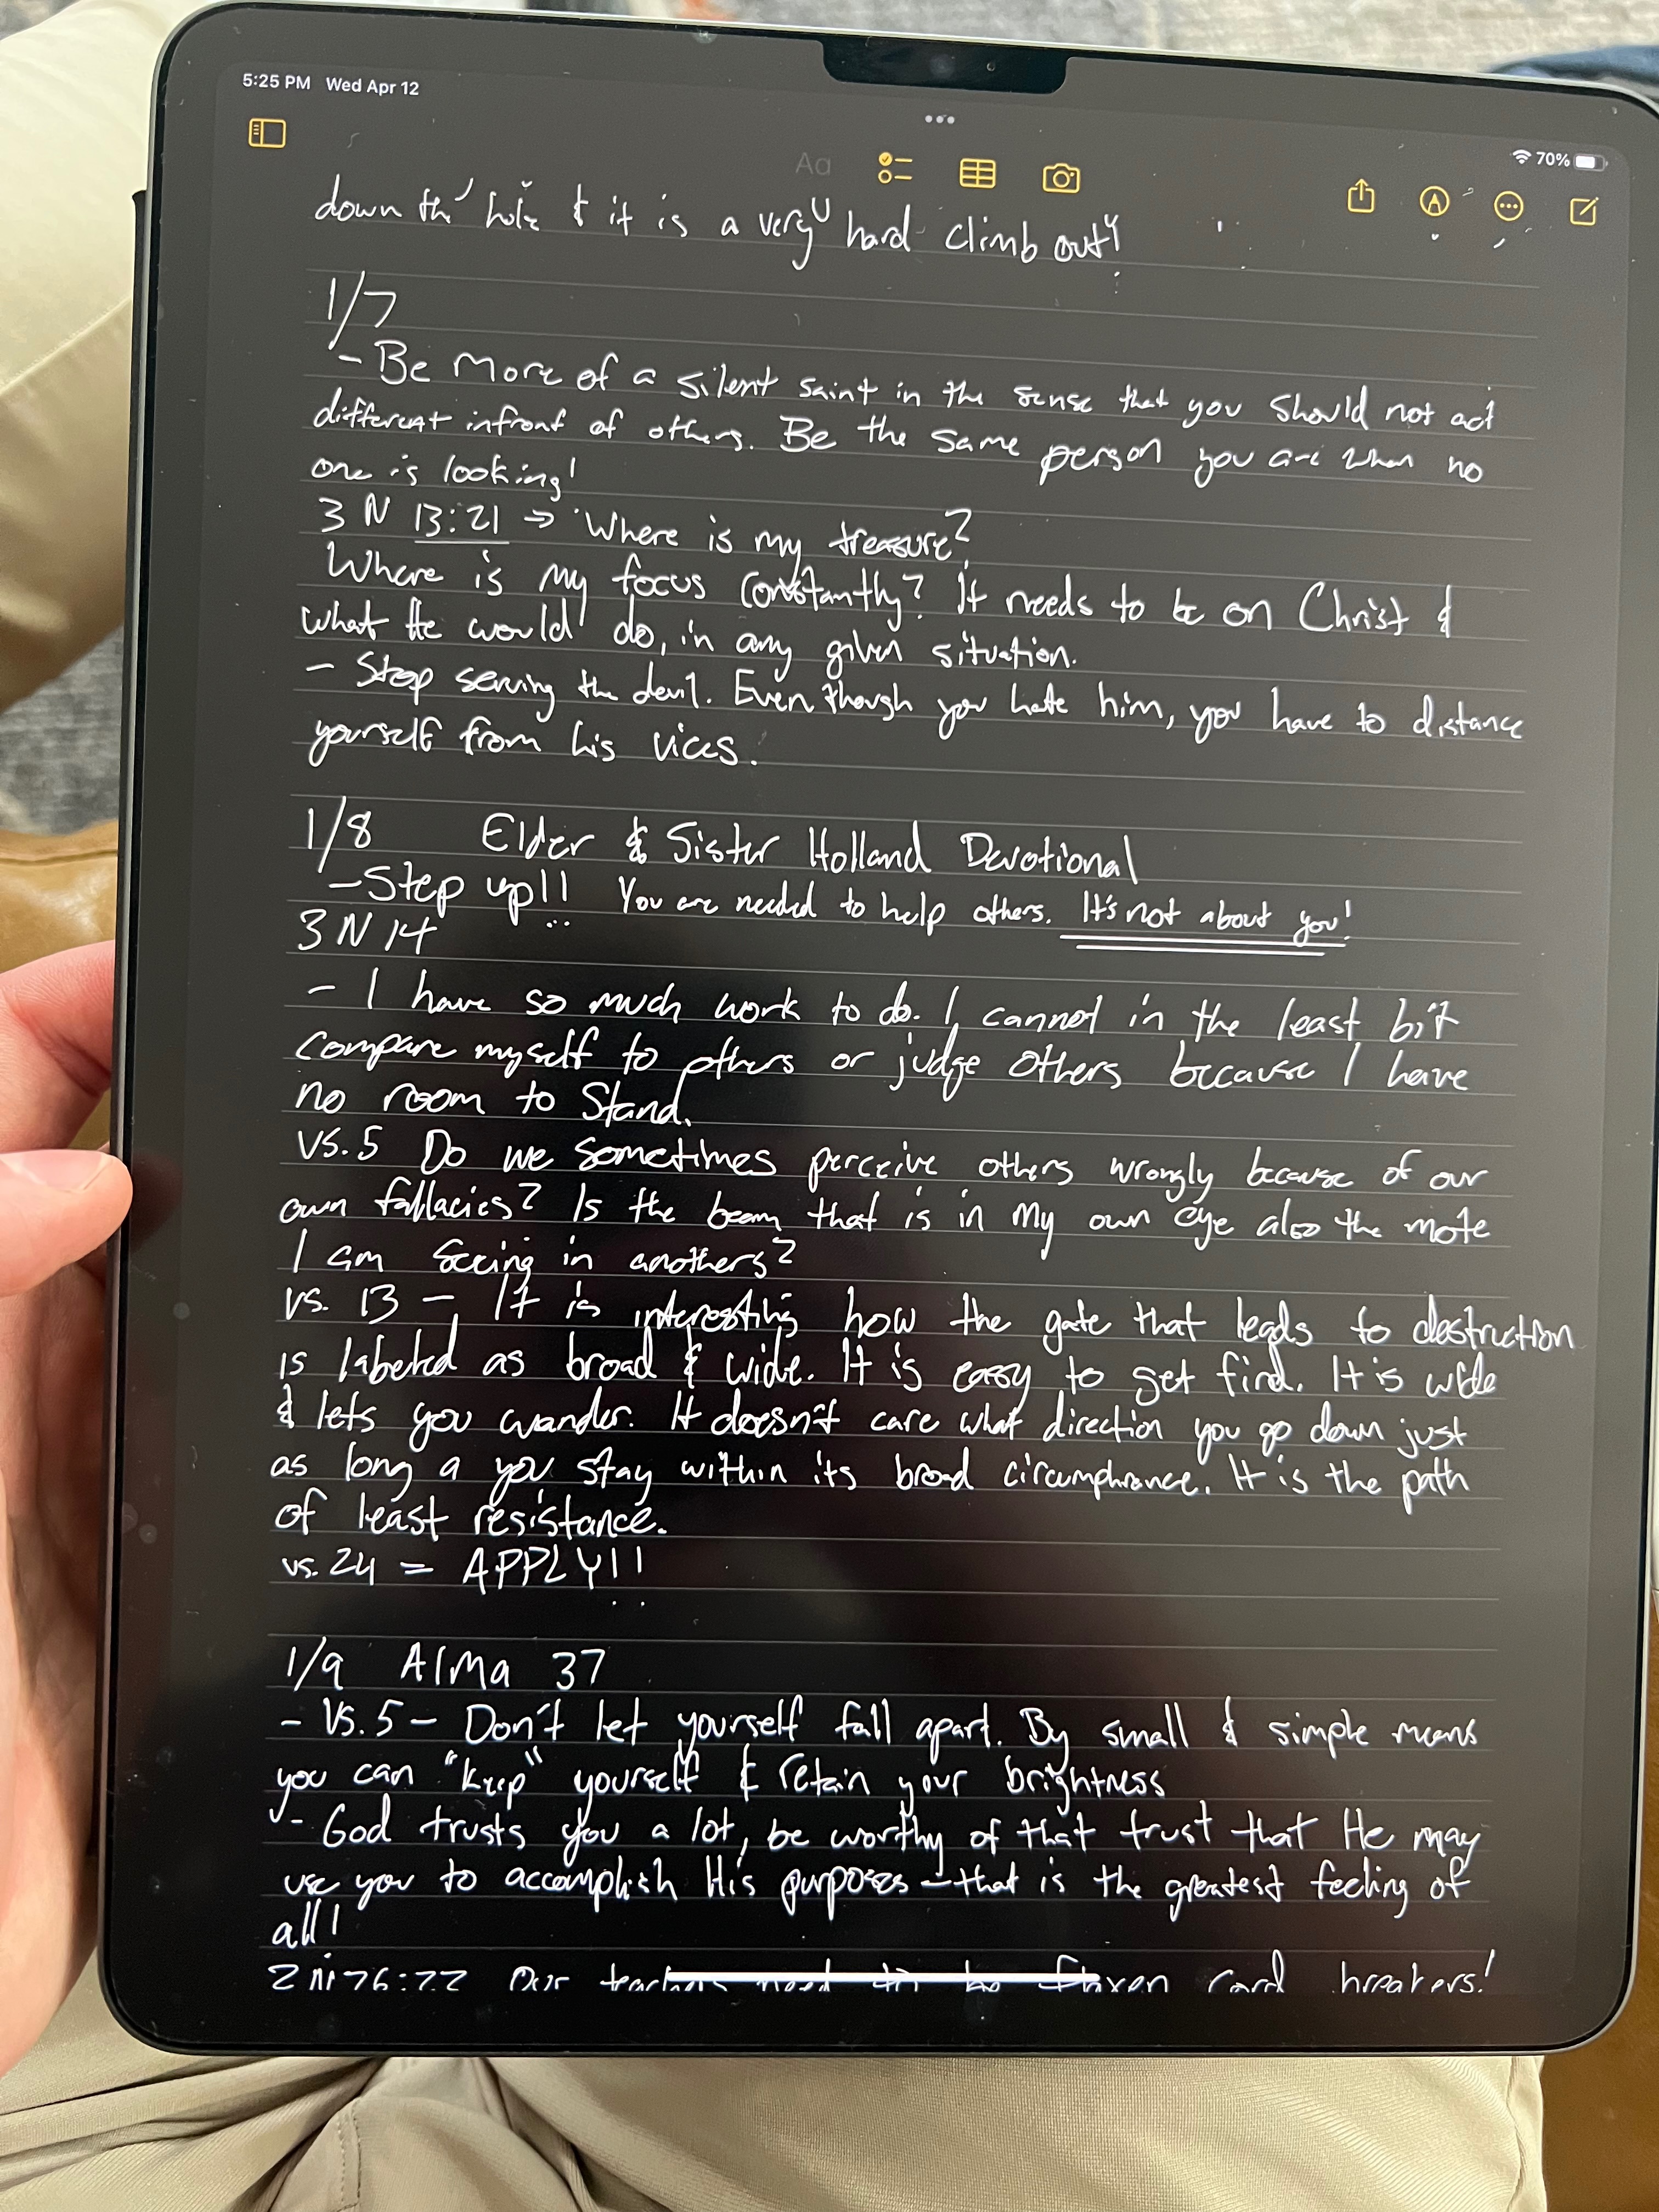 5:25 PM Wed Apr 12
70%
Aa
down the hole & it is a very hard climb out!
1/7
- Be more of a silent saint in the sense that you should not act
different infront of others. Be the same person you are when no
one is looking!
3 N 13:21 ⇒ Where is my treasure?
Where is my focus constantly? It needs to be on Christ &
what He would do, in any given situation.
- Stop serving the devil. Even though you hate him, you have to distance
yourself from his vices.
1/8 Elder & Sister Holland Devotional
- Step up!! You are needed to help others. It's not about you!
3 N 14
- I have so much work to do. I cannot in the least bit
compare myself to others or judge others because I have
no room to stand.
vs. 5 Do we sometimes perceive others wrongly because of our
own fallacies? Is the beam that is in my own eye also the mote
I am seeing in anothers?
vs. 13 - It is interesting how the gate that leads to destruction
is labeled as broad & wide. It is easy to get find. It is wide
& lets you wander. It doesn't care what direction you go down just
as long a you stay within its broad circumphrance. It is the path
of least resistance.
vs. 24 = APPLY!!
1/9 Alma 37
- Vs. 5 - Don't let yourself fall apart. By small & simple means
you can "keep" yourself & retain your brightness
- God trusts you a lot, be worthy of that trust that He may
use you to accomplish His purposes - that is the greatest feeling of
all!
2 N 26:22 Our need to be flaxen cord breakers!